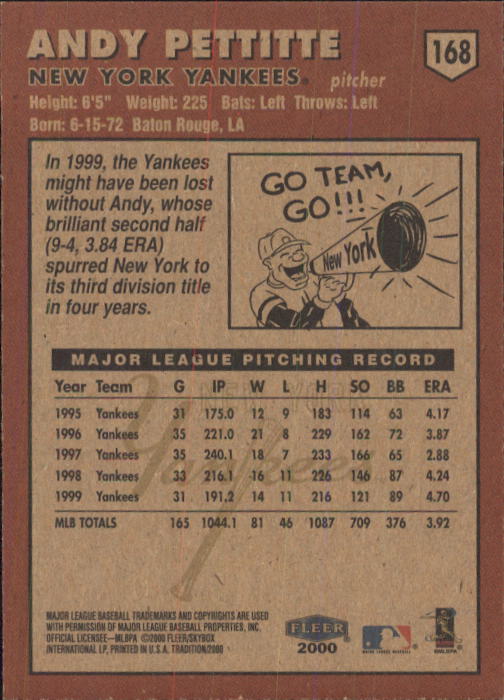 ANDY PETTITTE
168
NEW YORK YANKEES® pitcher
Height: 6'5" Weight: 225 Bats: Left Throws: Left
Born: 6-15-72 Baton Rouge, LA
In 1999, the Yankees
might have been lost
without Andy, whose
brilliant second half
(9-4, 3.84 ERA)
spurred New York to
its third division title
in four years.
GO TEAM,
GO!!!
New York
MAJOR LEAGUE PITCHING RECORD
Year Team G IP W L H SO BB ERA
1995 Yankees 31 175.0 12 9 183 114 63 4.17
1996 Yankees 35 221.0 21 8 229 162 72 3.87
1997 Yankees 35 240.1 18 7 233 166 65 2.88
1998 Yankees 33 216.1 16 11 226 146 87 4.24
1999 Yankees 31 191.2 14 11 216 121 89 4.70
MLB TOTALS 165 1044.1 81 46 1087 709 376 3.92
NEW YORK
Yankees
MAJOR LEAGUE BASEBALL TRADEMARKS AND COPYRIGHTS ARE USED
WITH PERMISSION OF MAJOR LEAGUE BASEBALL PROPERTIES, INC.
OFFICIAL LICENSEE—MLBPA ©2000 FLEER/SKYBOX
INTERNATIONAL LP, PRINTED IN U.S.A. TRADITION/2000
FLEER
2000
MAJOR LEAGUE BASEBALL
©MLBPA